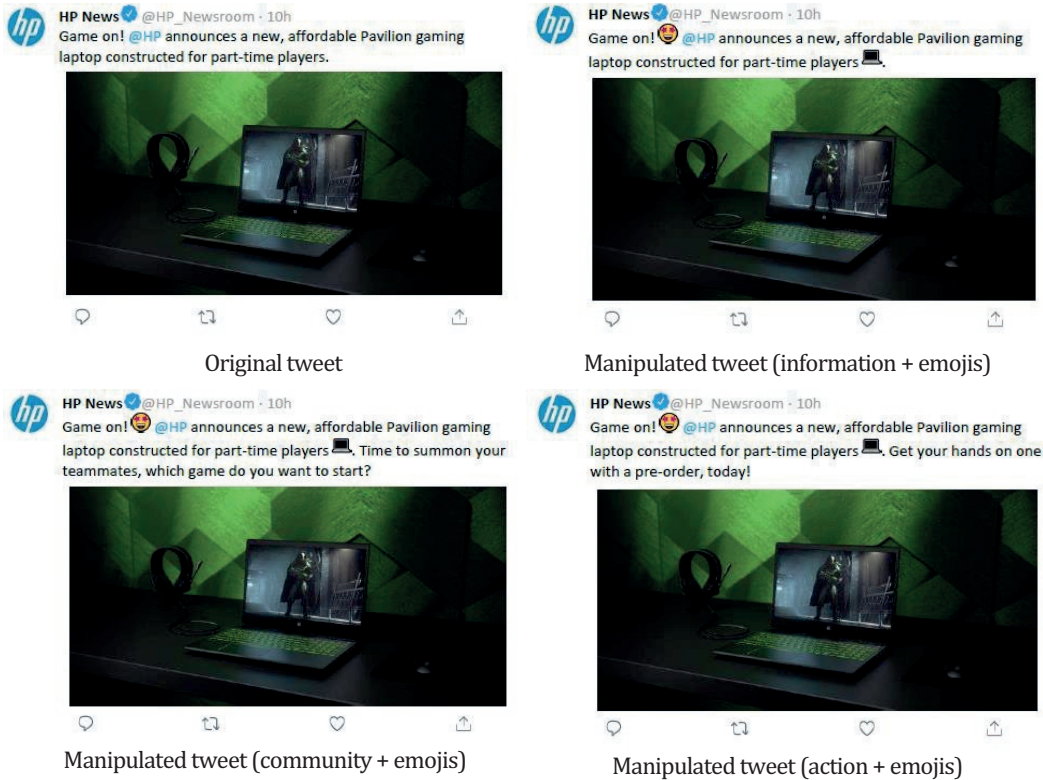 hp
HP News @HP_Newsroom · 10h
Game on! @HP announces a new, affordable Pavilion gaming
laptop constructed for part-time players.
Original tweet
hp
HP News @HP_Newsroom · 10h
Game on! 🤩 @HP announces a new, affordable Pavilion gaming
laptop constructed for part-time players 💻.
Manipulated tweet (information + emojis)
hp
HP News @HP_Newsroom · 10h
Game on! 🤩 @HP announces a new, affordable Pavilion gaming
laptop constructed for part-time players 💻. Time to summon your
teammates, which game do you want to start?
Manipulated tweet (community + emojis)
hp
HP News @HP_Newsroom · 10h
Game on! 🤩 @HP announces a new, affordable Pavilion gaming
laptop constructed for part-time players 💻. Get your hands on one
with a pre-order, today!
Manipulated tweet (action + emojis)